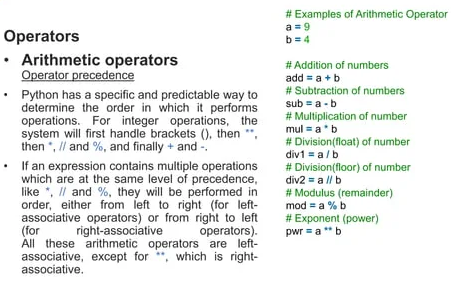 Operators
• Arithmetic operators
Operator precedence
• Python has a specific and predictable way to
determine the order in which it performs
operations. For integer operations, the
system will first handle brackets (), then **,
then *, // and %, and finally + and -.
• If an expression contains multiple operations
which are at the same level of precedence,
like *, // and %, they will be performed in
order, either from left to right (for left-
associative operators) or from right to left
(for right-associative operators).
All these arithmetic operators are left-
associative, except for **, which is right-
associative.
# Examples of Arithmetic Operator
a = 9
b = 4
# Addition of numbers
add = a + b
# Subtraction of numbers
sub = a - b
# Multiplication of number
mul = a * b
# Division(float) of number
div1 = a / b
# Division(floor) of number
div2 = a // b
# Modulus (remainder)
mod = a % b
# Exponent (power)
pwr = a ** b